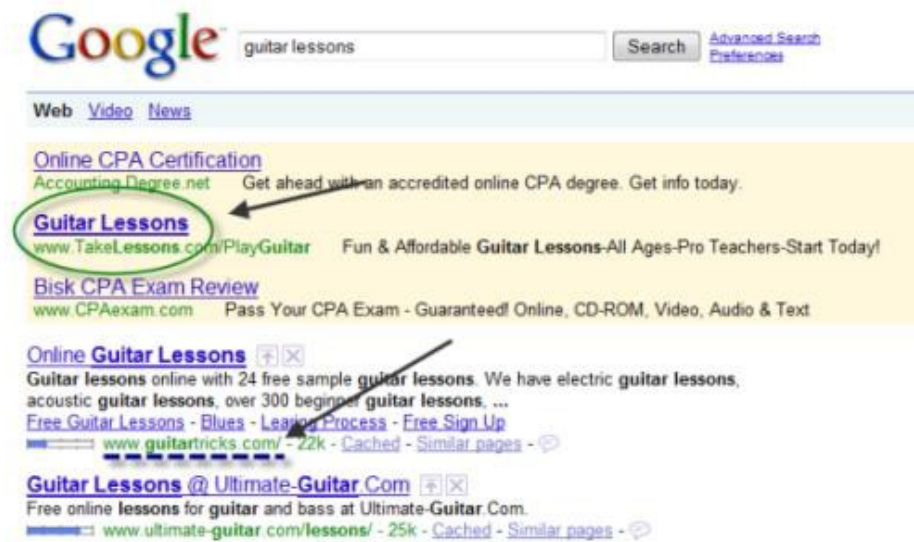 Google guitar lessons Search Advanced Search
Preferences
Web Video News
Online CPA Certification
Accounting.Degree.net Get ahead with an accredited online CPA degree. Get info today.
Guitar Lessons
www.TakeLessons.com/PlayGuitar Fun & Affordable Guitar Lessons-All Ages-Pro Teachers-Start Today!
Bisk CPA Exam Review
www.CPAexam.com Pass Your CPA Exam - Guaranteed! Online, CD-ROM, Video, Audio & Text
Online Guitar Lessons
Guitar lessons online with 24 free sample guitar lessons. We have electric guitar lessons,
acoustic guitar lessons, over 300 beginner guitar lessons, ...
Free Guitar Lessons - Blues - Learing Process - Free Sign Up
www.guitartricks.com/ - 22k - Cached - Similar pages -
Guitar Lessons @ Ultimate-Guitar.Com
Free online lessons for guitar and bass at Ultimate-Guitar.Com.
www.ultimate-guitar.com/lessons/ - 25k - Cached - Similar pages -